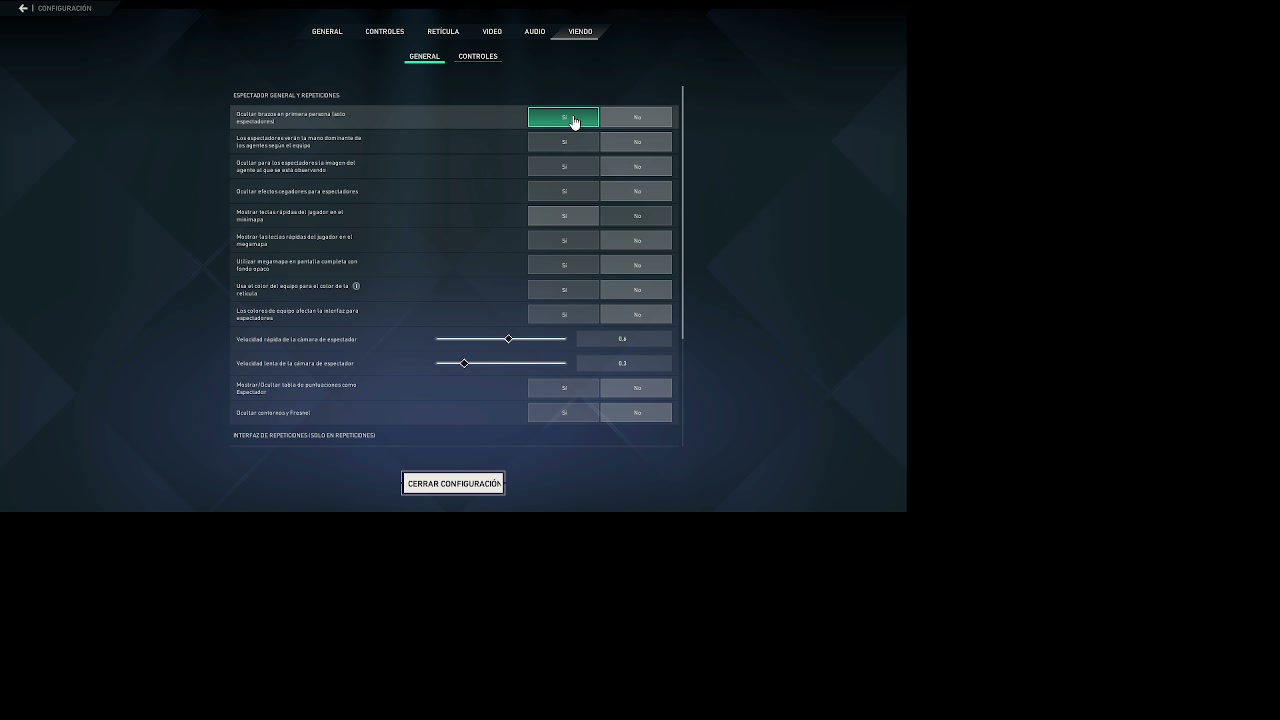 CONFIGURACIÓN
GENERAL CONTROLES RETÍCULA VIDEO AUDIO VIENDO
GENERAL CONTROLES
ESPECTADOR GENERAL Y REPETICIONES
Ocultar brazos en primera persona (solo
espectadores)
Sí No
Los espectadores verán la mano dominante de
los agentes según el equipo
Sí No
Ocultar para los espectadores la imagen del
agente al que se está observando
Sí No
Ocultar efectos cegadores para espectadores
Sí No
Mostrar teclas rápidas del jugador en el
minimapa
Sí No
Mostrar las teclas rápidas del jugador en el
megamapa
Sí No
Utilizar megamapa en pantalla completa con
fondo opaco
Sí No
Usa el color del equipo para el color de la
retícula
Sí No
Los colores de equipo afectan la interfaz para
espectadores
Sí No
Velocidad rápida de la cámara de espectador
0.6
Velocidad lenta de la cámara de espectador
0.3
Mostrar/Ocultar tabla de puntuaciones como
Espectador
Sí No
Ocultar contornos y Fresnel
Sí No
INTERFAZ DE REPETICIONES (SOLO EN REPETICIONES)
CERRAR CONFIGURACIÓN